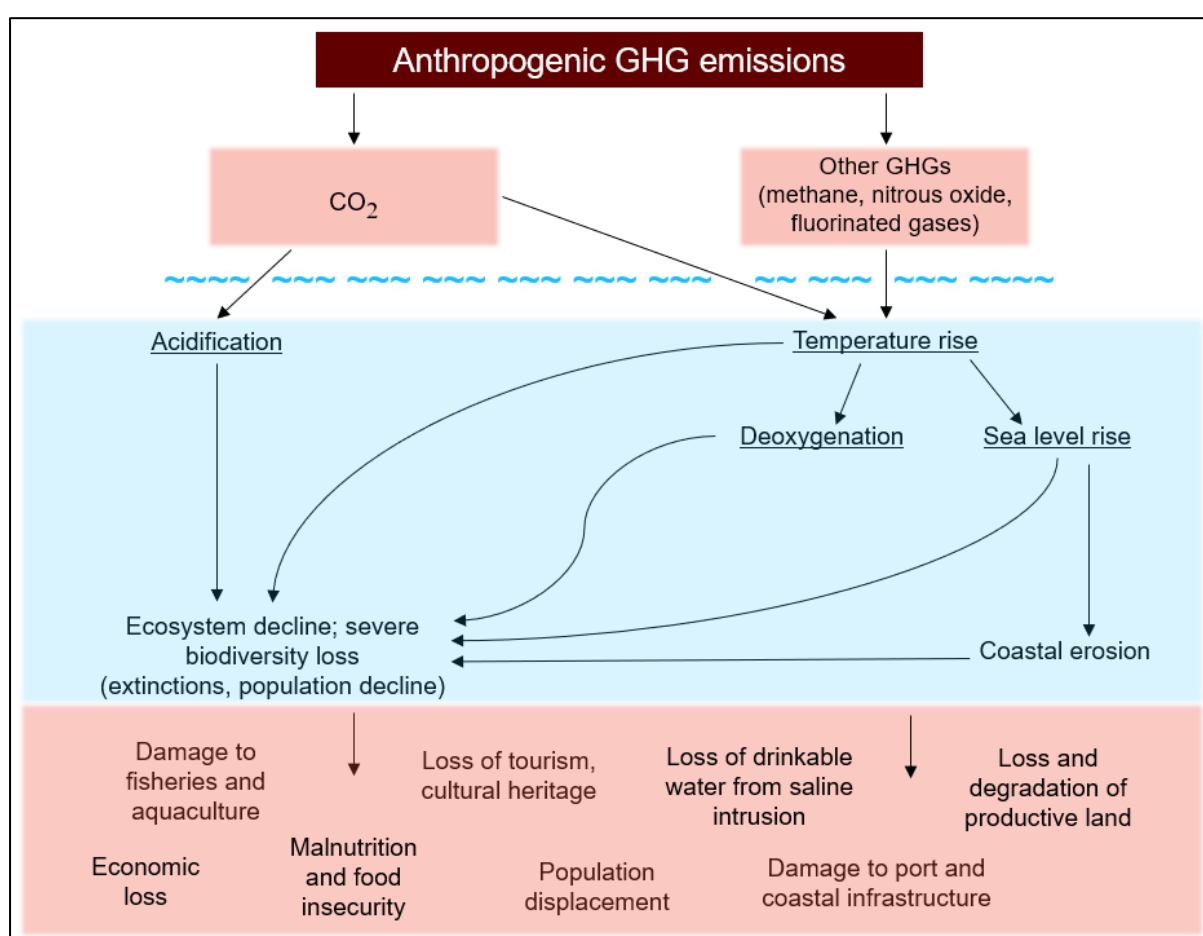 Anthropogenic GHG emissions
CO₂
Other GHGs
(methane, nitrous oxide,
fluorinated gases)
~~~~ ~~~ ~~~ ~~~ ~~~ ~~~ ~~~ ~~ ~~~ ~~~ ~~~~
Acidification
Temperature rise
Deoxygenation
Sea level rise
Ecosystem decline; severe
biodiversity loss
(extinctions, population decline)
Coastal erosion
Damage to
fisheries and
aquaculture
Loss of tourism,
cultural heritage
Loss of drinkable
water from saline
intrusion
Loss and
degradation of
productive land
Economic
loss
Malnutrition
and food
insecurity
Population
displacement
Damage to port and
coastal infrastructure